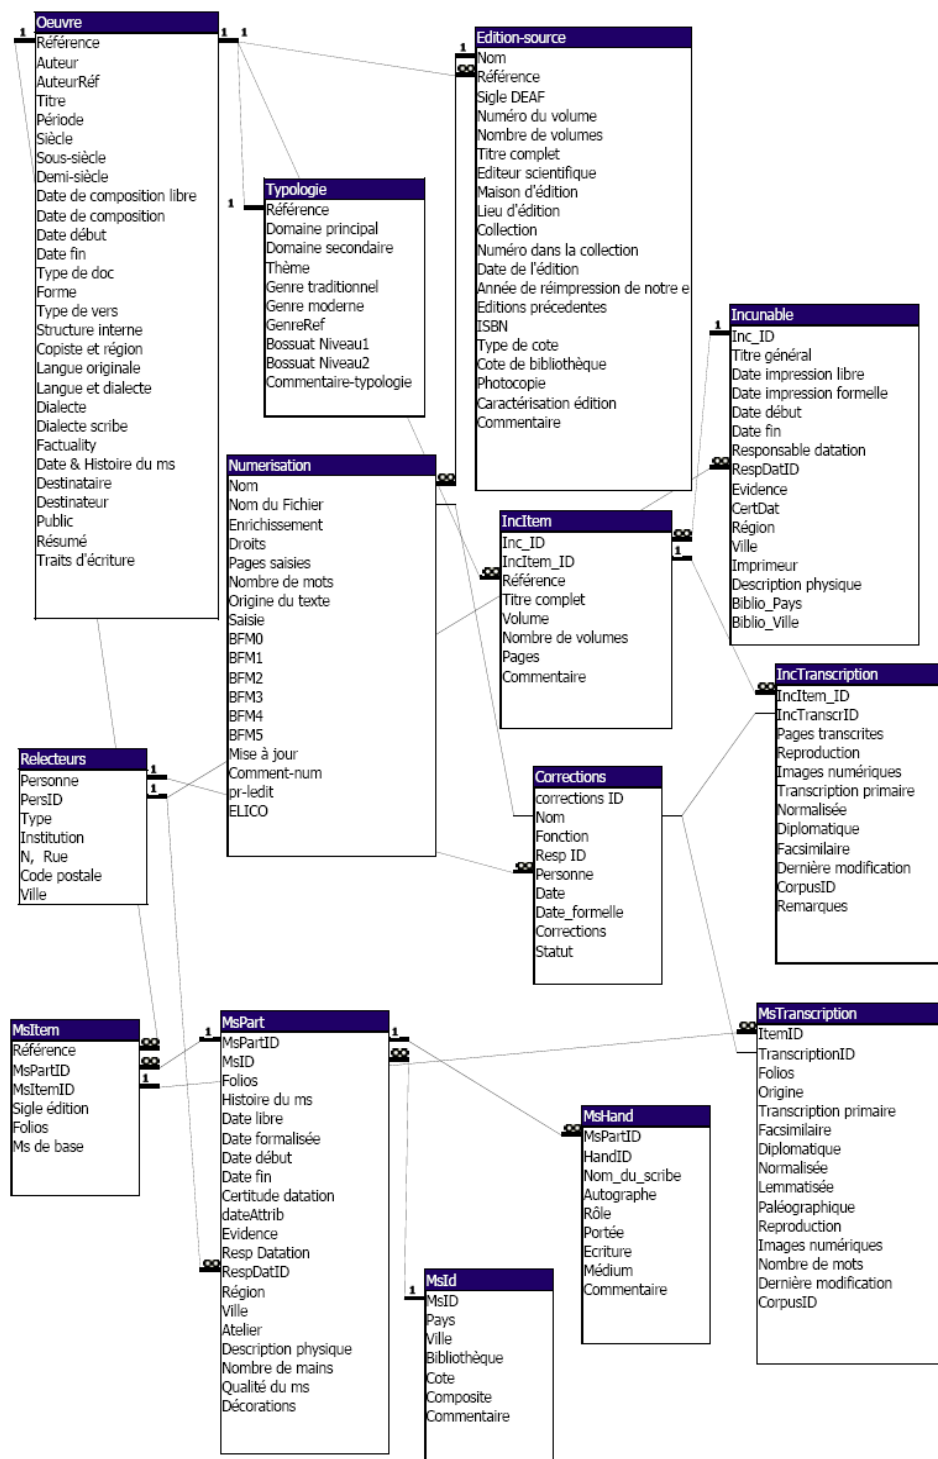 Oeuvre
Référence
Auteur
AuteurRéf
Titre
Période
Siècle
Sous-siècle
Demi-siècle
Date de composition libre
Date de composition
Date début
Date fin
Type de doc
Forme
Type de vers
Structure interne
Copiste et région
Langue originale
Langue et dialecte
Dialecte
Dialecte scribe
Factuality
Date & Histoire du ms
Destinataire
Destinateur
Public
Résumé
Traits d'écriture
1
1
1
Edition-source
Nom
Référence
Sigle DEAF
Numéro du volume
Nombre de volumes
Titre complet
Editeur scientifique
Maison d'édition
Lieu d'édition
Collection
Numéro dans la collection
Date de l'édition
Année de réimpression de notre e
Editions précedentes
ISBN
Type de cote
Cote de bibliothèque
Photocopie
Caractérisation édition
Commentaire
1
∞
Typologie
Référence
Domaine principal
Domaine secondaire
Thème
Genre traditionnel
Genre moderne
GenreRef
Bossuat Niveau1
Bossuat Niveau2
Commentaire-typologie
1
Incunable
Inc_ID
Titre général
Date impression libre
Date impression formelle
Date début
Date fin
Responsable datation
RespDatID
Evidence
CertDat
Région
Ville
Imprimeur
Description physique
Biblio_Pays
Biblio_Ville
1
∞
Numerisation
Nom
Nom du Fichier
Enrichissement
Droits
Pages saisies
Nombre de mots
Origine du texte
Saisie
BFM0
BFM1
BFM2
BFM3
BFM4
BFM5
Mise à jour
Comment-num
pr-ledit
ELICO
∞
IncItem
Inc_ID
IncItem_ID
Référence
Titre complet
Volume
Nombre de volumes
Pages
Commentaire
∞
1
∞
IncTranscription
IncItem_ID
IncTranscrID
Pages transcrites
Reproduction
Images numériques
Transcription primaire
Normalisée
Diplomatique
Facsimilaire
Dernière modification
CorpusID
Remarques
∞
Relecteurs
Personne
PersID
Type
Institution
N, Rue
Code postale
Ville
1
1
Corrections
corrections ID
Nom
Fonction
Resp ID
Personne
Date
Date_formelle
Corrections
Statut
∞
MsItem
Référence
MsPartID
MsItemID
Sigle édition
Folios
Ms de base
∞
∞
1
MsPart
MsPartID
MsID
Folios
Histoire du ms
Date libre
Date formalisée
Date début
Date fin
Certitude datation
dateAttrib
Evidence
Resp Datation
RespDatID
Région
Ville
Atelier
Description physique
Nombre de mains
Qualité du ms
Décorations
1
1
∞
∞
MsTranscription
ItemID
TranscriptionID
Folios
Origine
Transcription primaire
Facsimilaire
Diplomatique
Normalisée
Lemmatisée
Paléographique
Reproduction
Images numériques
Nombre de mots
Dernière modification
CorpusID
∞
MsHand
MsPartID
HandID
Nom_du_scribe
Autographe
Rôle
Portée
Ecriture
Médium
Commentaire
∞
MsId
MsID
Pays
Ville
Bibliothèque
Cote
Composite
Commentaire
1